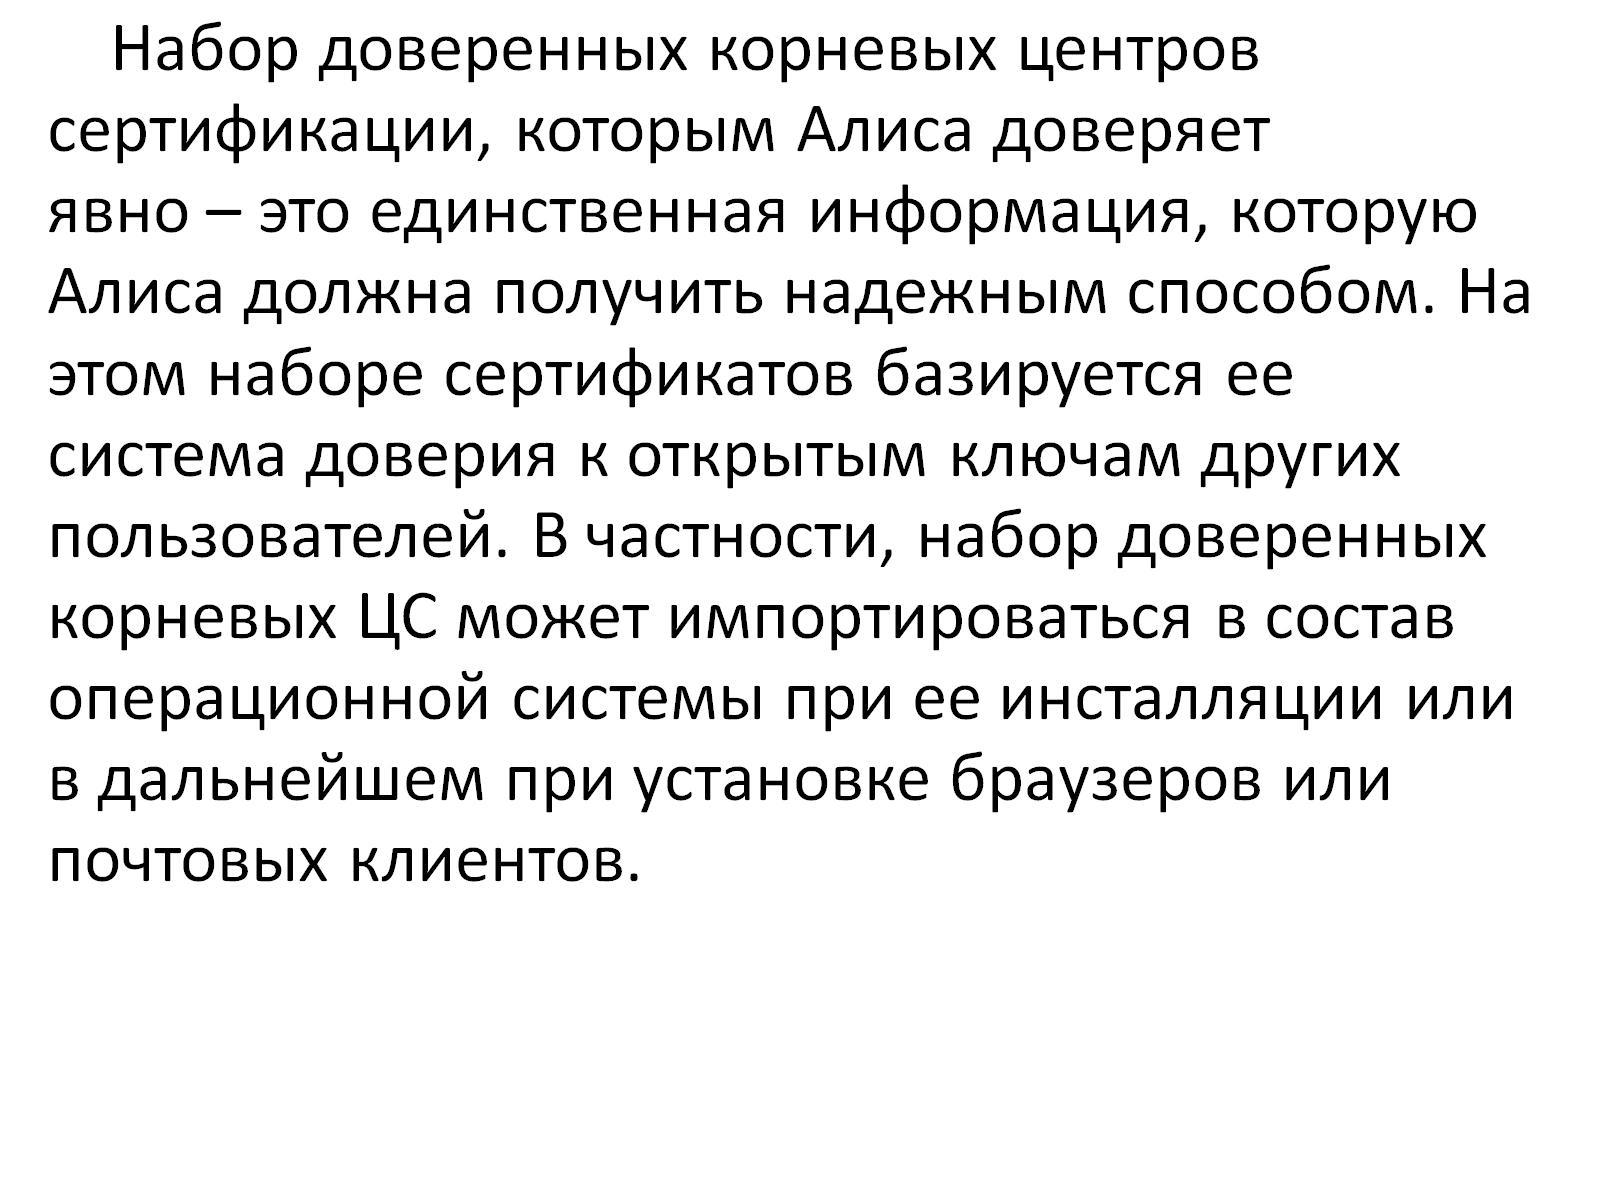 Набор доверенных корневых центров
сертификации, которым Алиса доверяет
явно – это единственная информация, которую
Алиса должна получить надежным способом. На
этом наборе сертификатов базируется ее
система доверия к открытым ключам других
пользователей. В частности, набор доверенных
корневых ЦС может импортироваться в состав
операционной системы при ее инсталляции или
в дальнейшем при установке браузеров или
почтовых клиентов.